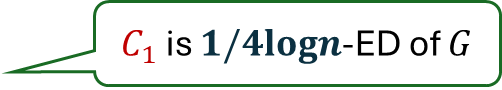 C₁ is 1/4logn-ED of G